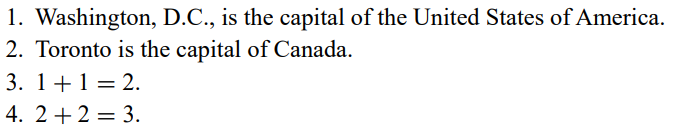 1. Washington, D.C., is the capital of the United States of America.
2. Toronto is the capital of Canada.
3. 1 + 1 = 2.
4. 2 + 2 = 3.